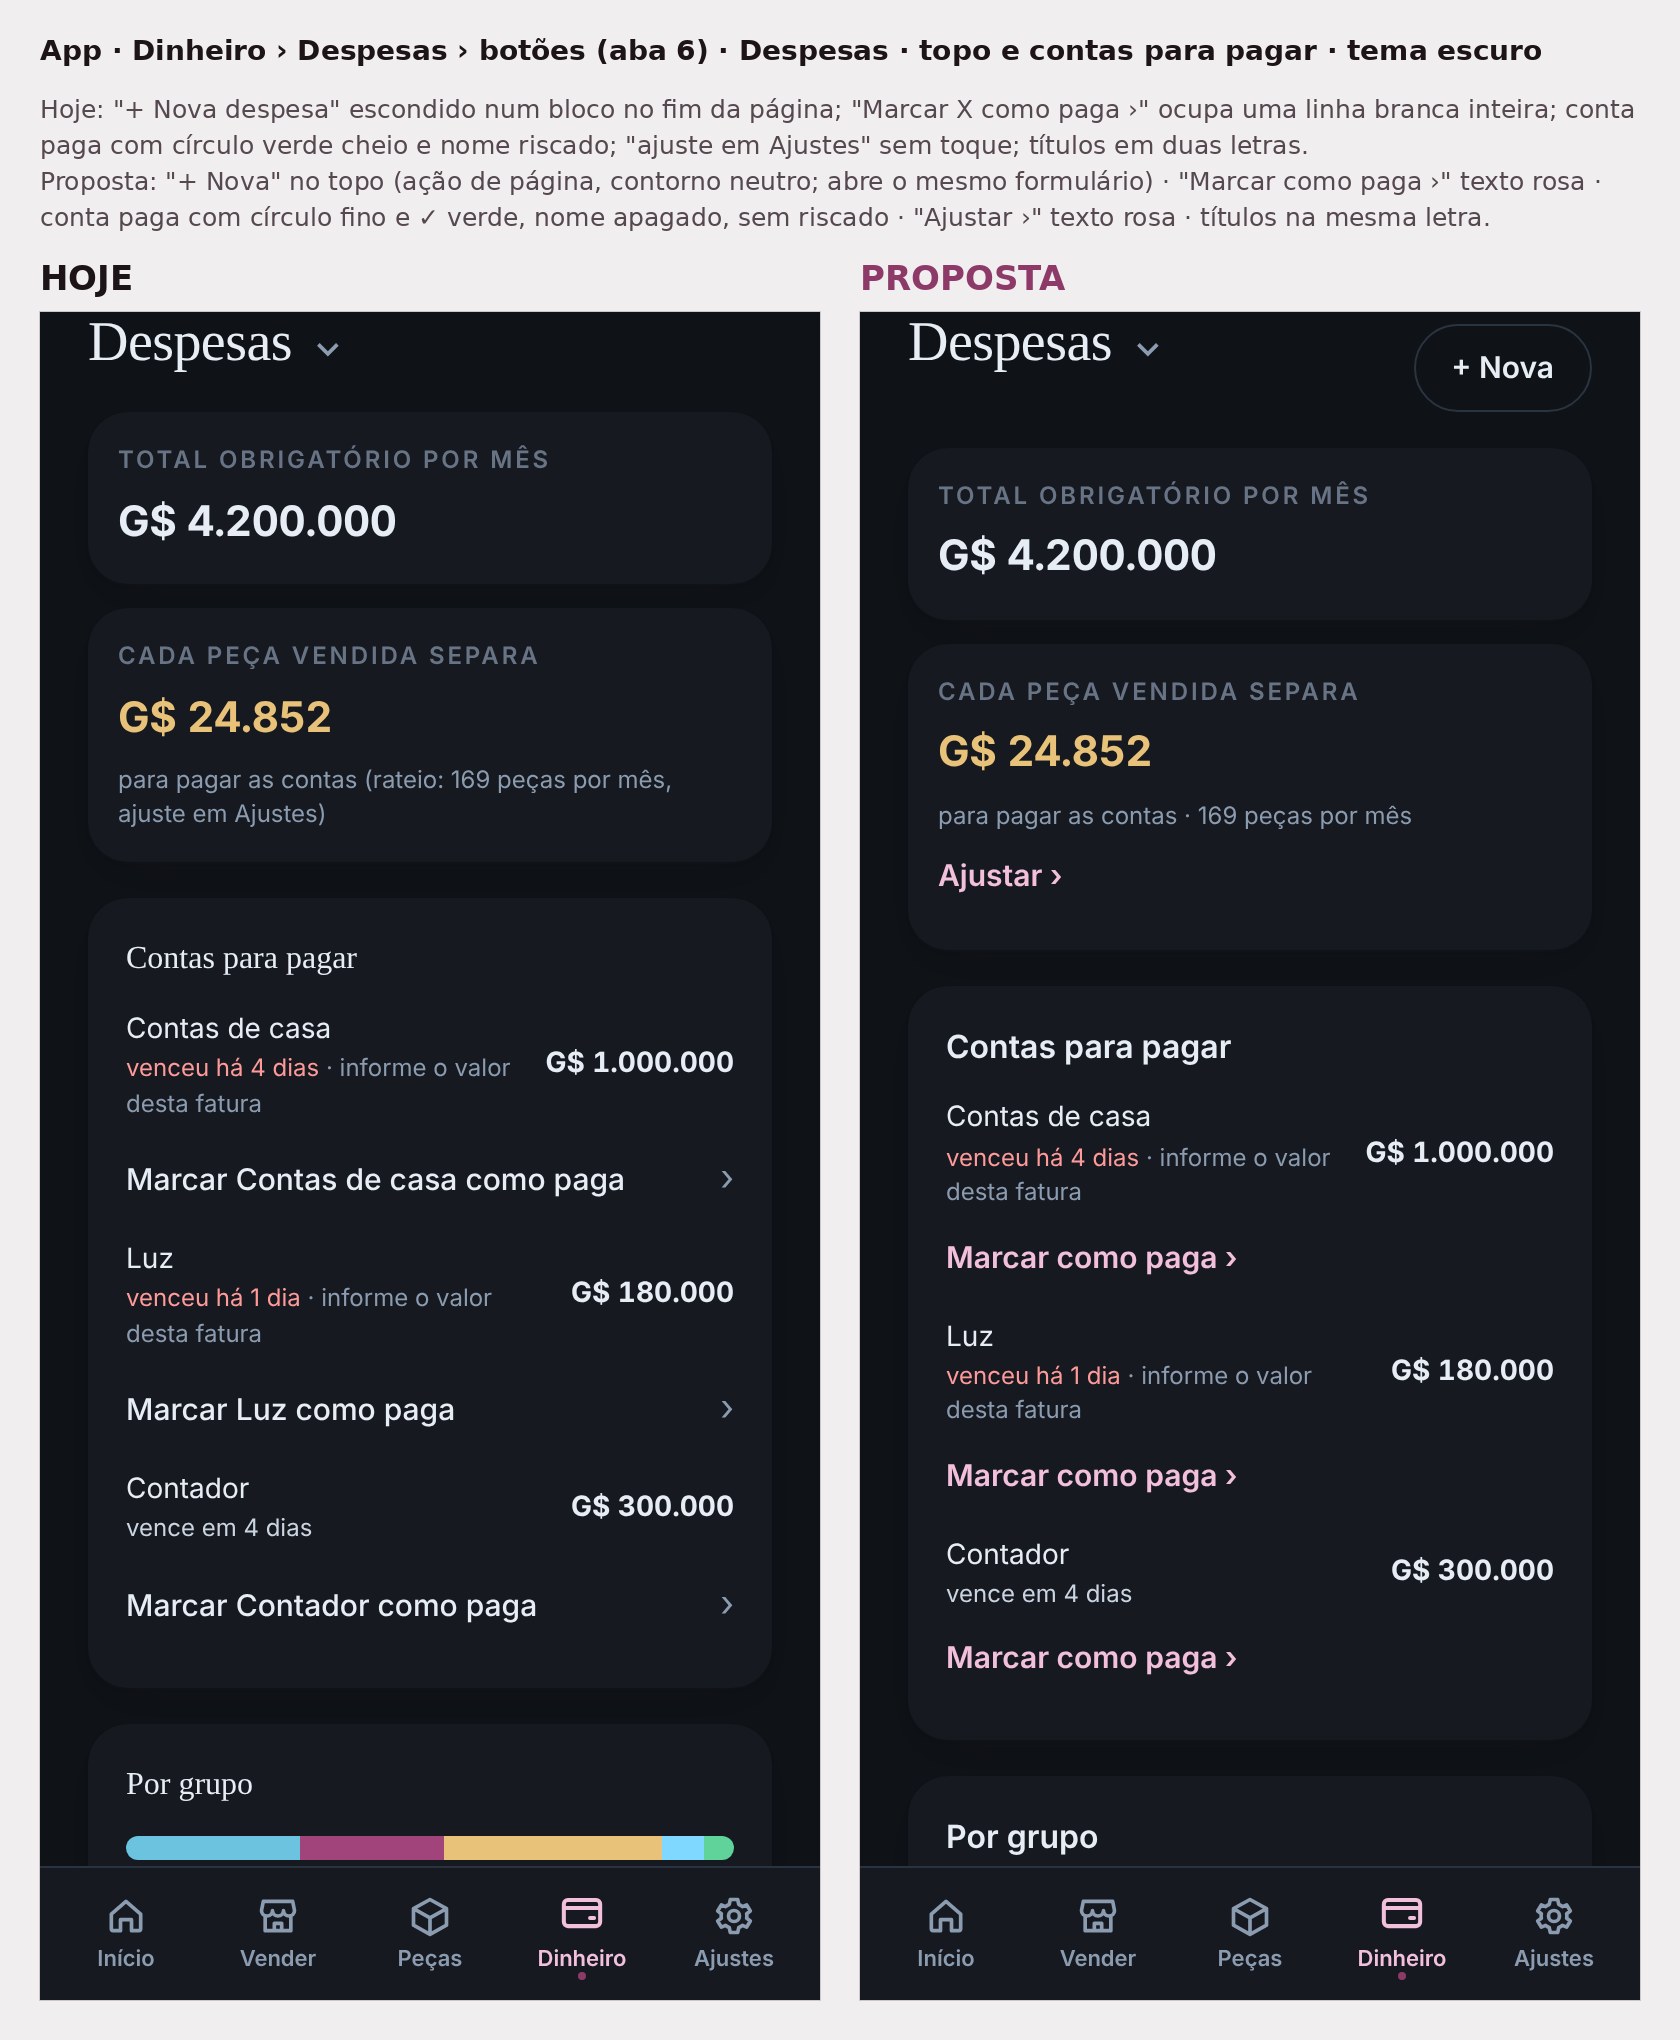 App · Dinheiro › Despesas › botões (aba 6) · Despesas · topo e contas para pagar · tema escuro
Hoje: "+ Nova despesa" escondido num bloco no fim da página; "Marcar X como paga ›" ocupa uma linha branca inteira; conta
paga com círculo verde cheio e nome riscado; "ajuste em Ajustes" sem toque; títulos em duas letras.
Proposta: "+ Nova" no topo (ação de página, contorno neutro; abre o mesmo formulário) · "Marcar como paga ›" texto rosa ·
conta paga com círculo fino e ✓ verde, nome apagado, sem riscado · "Ajustar ›" texto rosa · títulos na mesma letra.
HOJE
Despesas
TOTAL OBRIGATÓRIO POR MÊS
G$ 4.200.000
CADA PEÇA VENDIDA SEPARA
G$ 24.852
para pagar as contas (rateio: 169 peças por mês,
ajuste em Ajustes)
Contas para pagar
Contas de casa
venceu há 4 dias · informe o valor
desta fatura
G$ 1.000.000
Marcar Contas de casa como paga ›
Luz
venceu há 1 dia · informe o valor
desta fatura
G$ 180.000
Marcar Luz como paga ›
Contador
vence em 4 dias
G$ 300.000
Marcar Contador como paga ›
Por grupo
Início
Vender
Peças
Dinheiro
Ajustes
PROPOSTA
Despesas
+ Nova
TOTAL OBRIGATÓRIO POR MÊS
G$ 4.200.000
CADA PEÇA VENDIDA SEPARA
G$ 24.852
para pagar as contas · 169 peças por mês
Ajustar ›
Contas para pagar
Contas de casa
venceu há 4 dias · informe o valor
desta fatura
G$ 1.000.000
Marcar como paga ›
Luz
venceu há 1 dia · informe o valor
desta fatura
G$ 180.000
Marcar como paga ›
Contador
vence em 4 dias
G$ 300.000
Marcar como paga ›
Por grupo
Início
Vender
Peças
Dinheiro
Ajustes